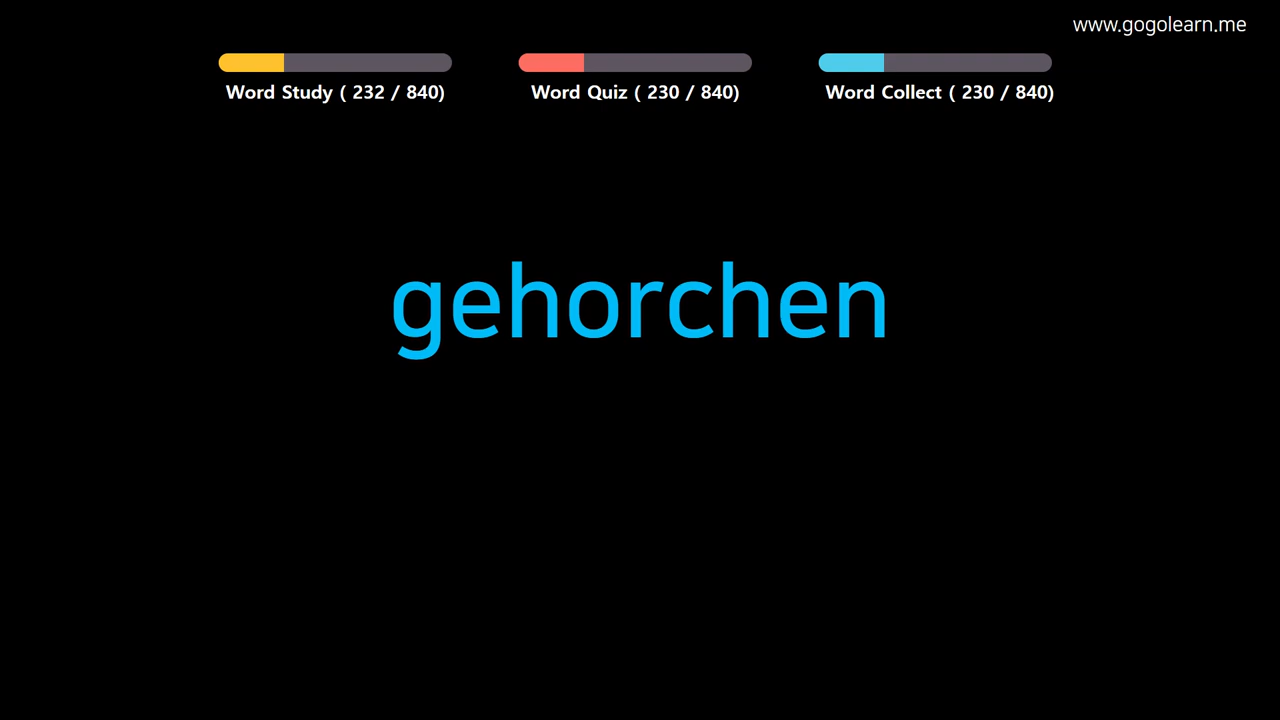 www.gogolearn.me
Word Study ( 232 / 840)
Word Quiz ( 230 / 840)
Word Collect ( 230 / 840)
gehorchen